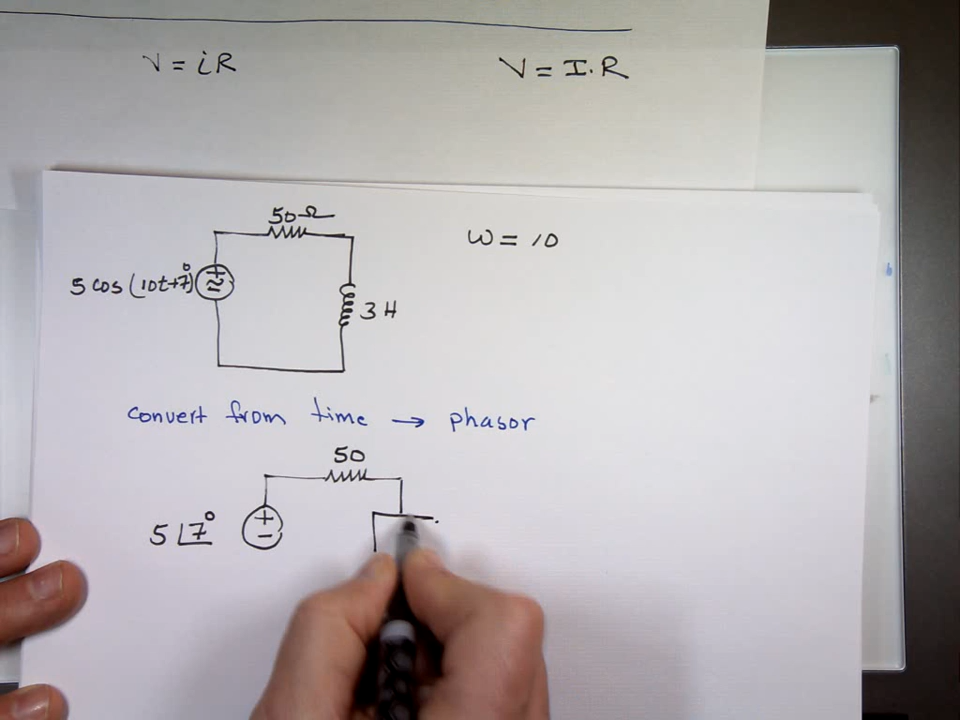 V = iR
V = I·R
50Ω
ω = 10
5 cos (10t+7°)
3 H
convert from time → phasor
50
5∠7°